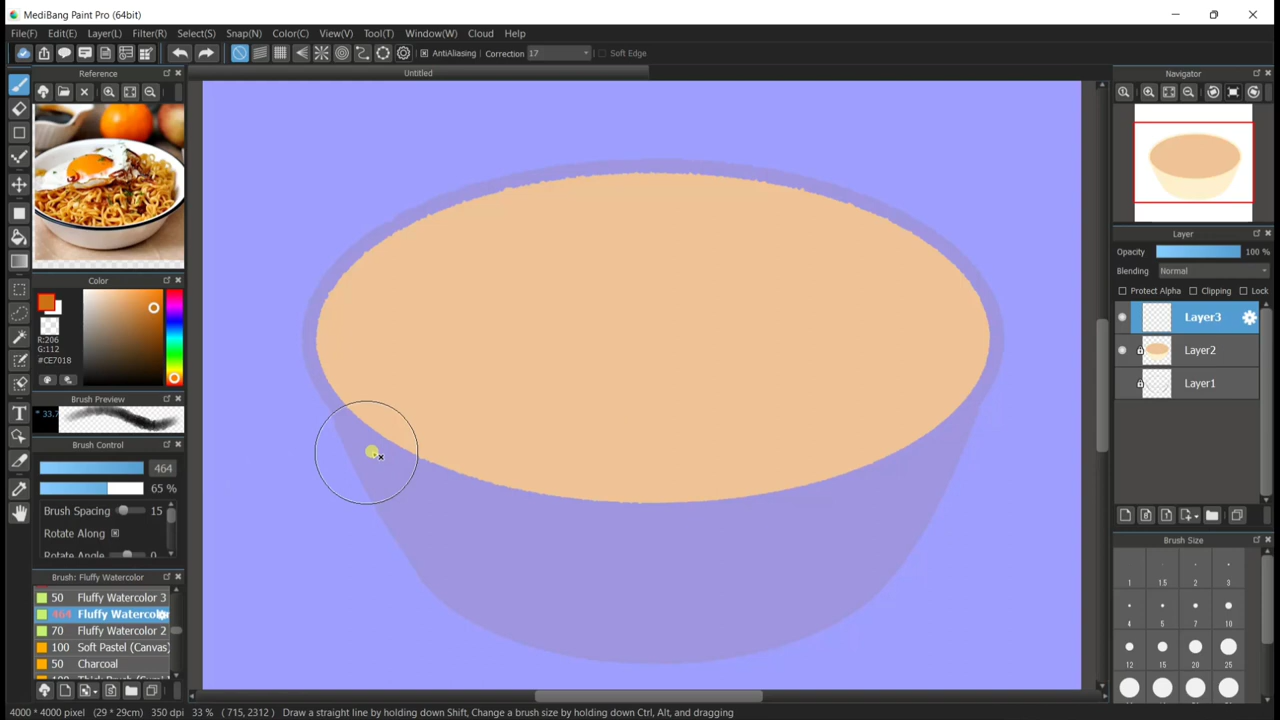 MediBang Paint Pro (64bit)
File(F) Edit(E) Layer(L) Filter(R) Select(S) Snap(N) Color(C) View(V) Tool(T) Window(W) Cloud Help
AntiAliasing Correction 17 Soft Edge
Reference
Untitled
Navigator
Color
R:206
G:112
#CE7018
Brush Preview
* 33.7
Brush Control
464
65 %
Brush Spacing 15
Rotate Along
Rotate Angle 0
Brush: Fluffy Watercolor
50 Fluffy Watercolor 3
464 Fluffy Watercolor
70 Fluffy Watercolor 2
100 Soft Pastel (Canvas)
50 Charcoal
Layer
Opacity 100 %
Blending Normal
Protect Alpha Clipping Lock
Layer3
Layer2
Layer1
Brush Size
1 1.5 2 3
4 5 7 10
12 15 20 25
4000 * 4000 pixel (29 * 29cm) 350 dpi 33 % ( 715, 2312 ) Draw a straight line by holding down Shift, Change a brush size by holding down Ctrl, Alt, and dragging